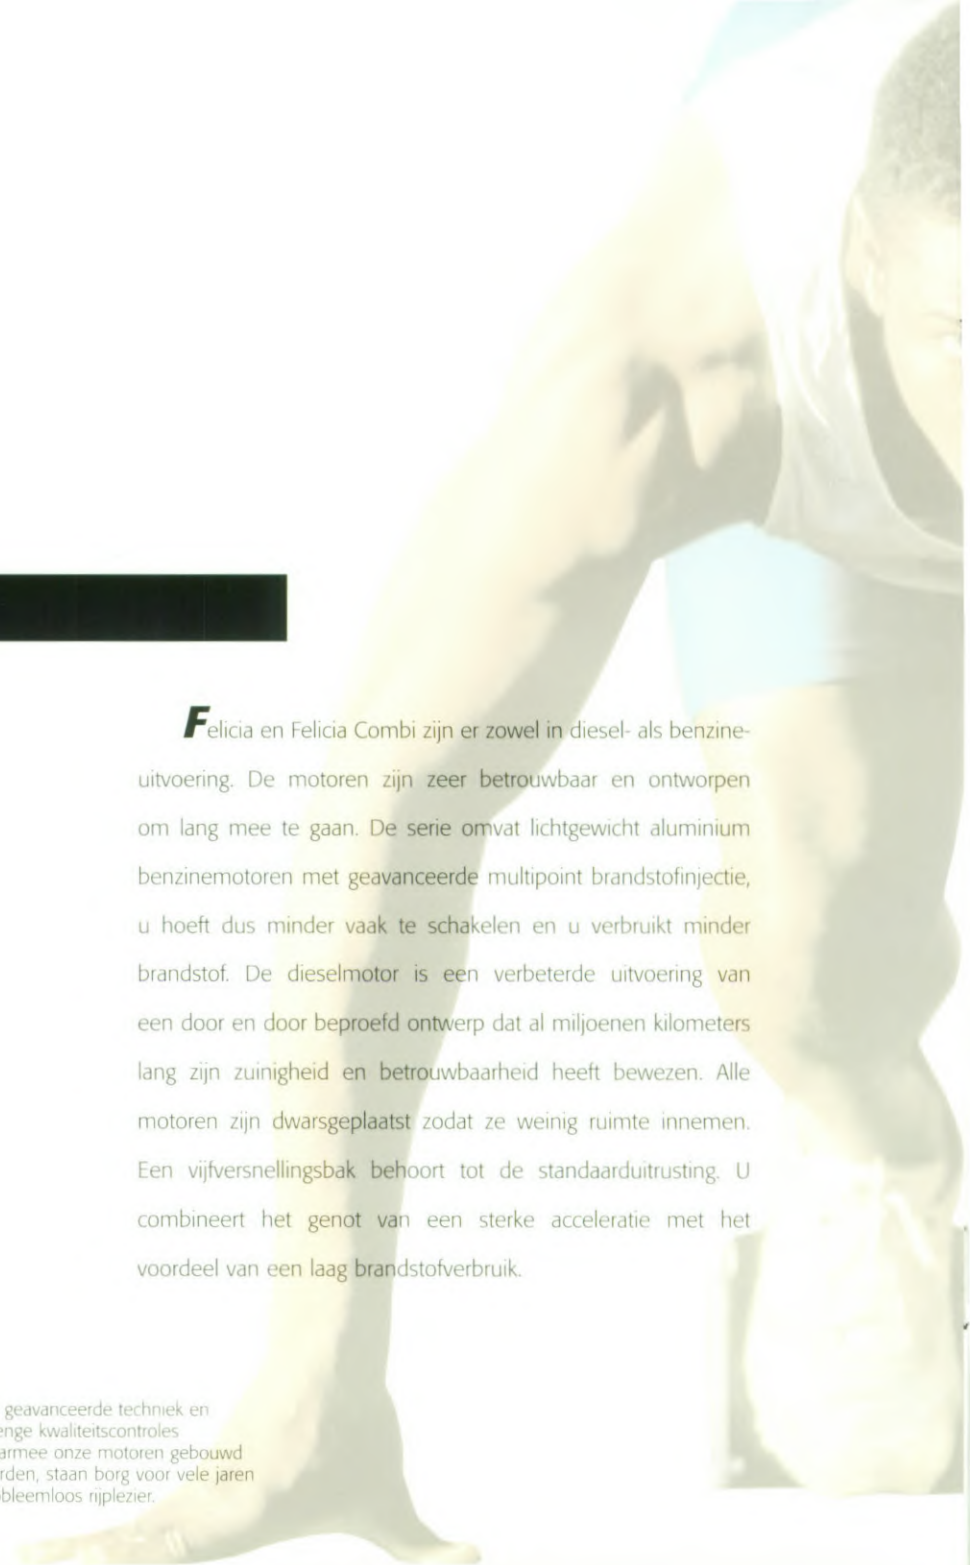 Felicia en Felicia Combi zijn er zowel in diesel- als benzine-
uitvoering. De motoren zijn zeer betrouwbaar en ontworpen
om lang mee te gaan. De serie omvat lichtgewicht aluminium
benzinemotoren met geavanceerde multipoint brandstofinjectie,
u hoeft dus minder vaak te schakelen en u verbruikt minder
brandstof. De dieselmotor is een verbeterde uitvoering van
een door en door beproefd ontwerp dat al miljoenen kilometers
lang zijn zuinigheid en betrouwbaarheid heeft bewezen. Alle
motoren zijn dwarsgeplaatst zodat ze weinig ruimte innemen.
Een vijfversnellingsbak behoort tot de standaarduitrusting. U
combineert het genot van een sterke acceleratie met het
voordeel van een laag brandstofverbruik.
geavanceerde techniek en
enge kwaliteitscontroles
armee onze motoren gebouwd
rden, staan borg voor vele jaren
bleemloos rijplezier.